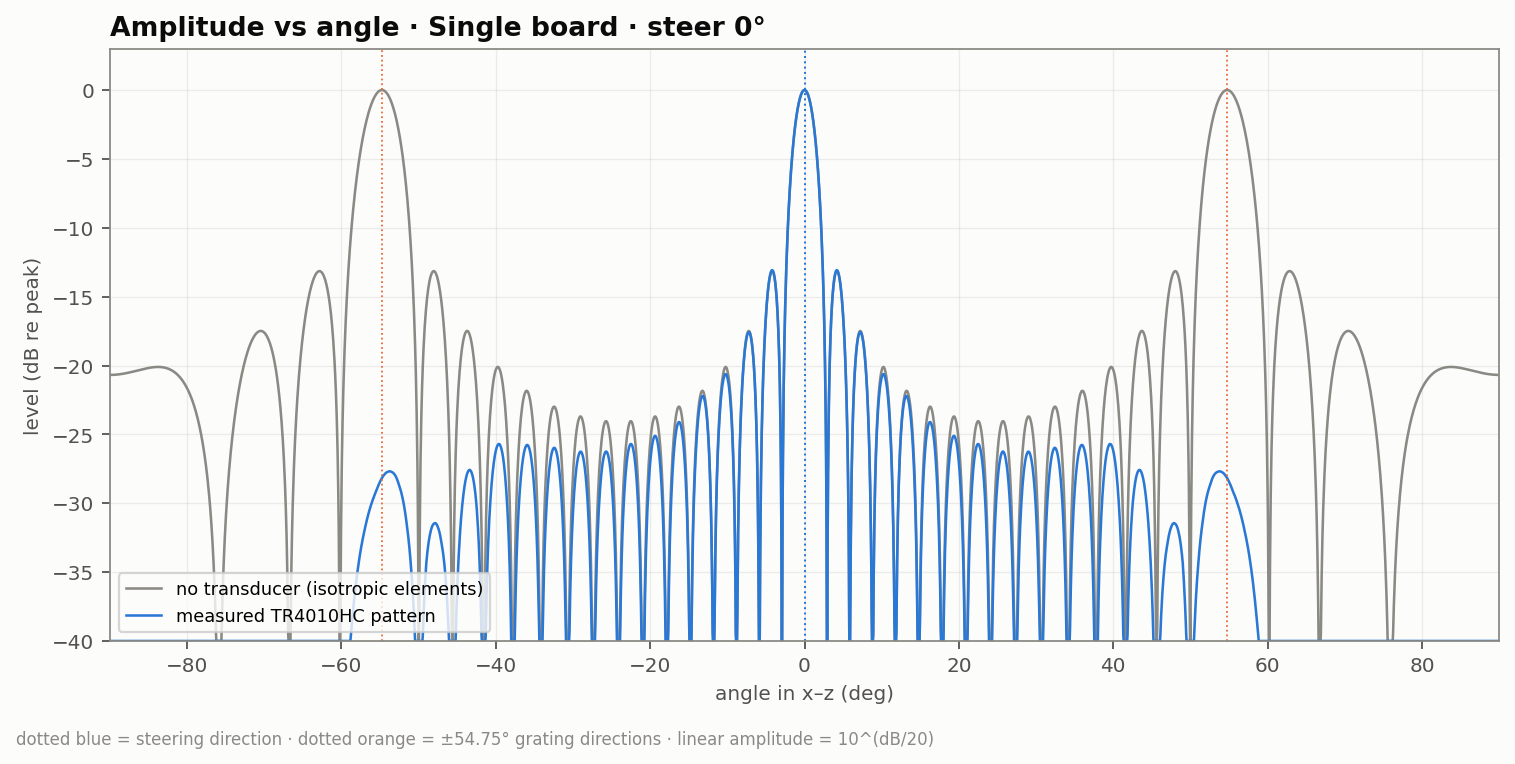 Amplitude vs angle · Single board · steer 0°
level (dB re peak)
0
−5
−10
−15
−20
−25
−30
−35
−40
no transducer (isotropic elements)
measured TR4010HC pattern
−80 −60 −40 −20 0 20 40 60 80
angle in x–z (deg)
dotted blue = steering direction · dotted orange = ±54.75° grating directions · linear amplitude = 10^(dB/20)